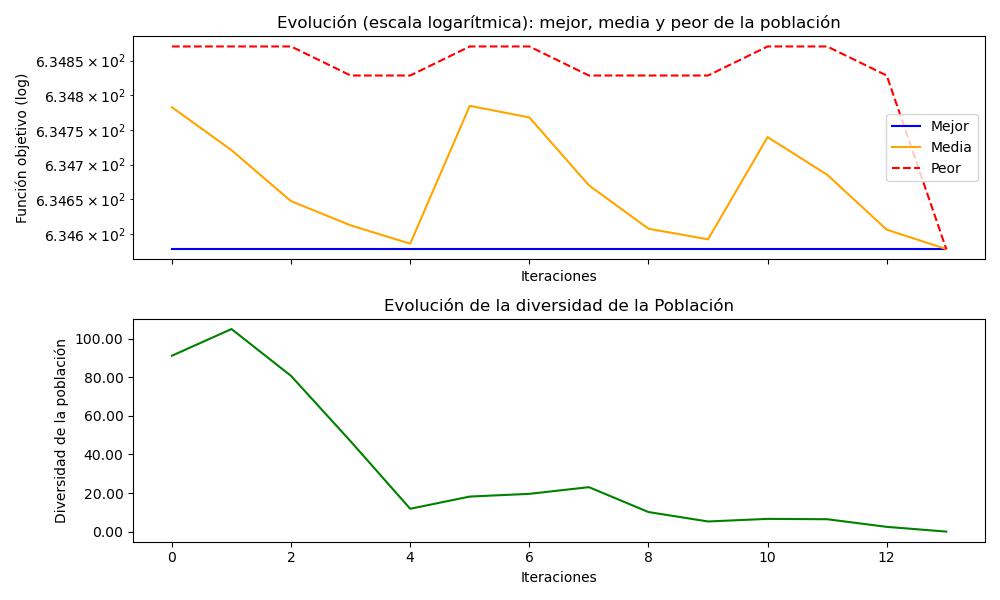 Evolución (escala logarítmica): mejor, media y peor de la población
Función objetivo (log)
6.3485 × 10²
6.348 × 10²
6.3475 × 10²
6.347 × 10²
6.3465 × 10²
6.346 × 10²
Mejor
Media
Peor
Iteraciones
Evolución de la diversidad de la Población
Diversidad de la población
100.00
80.00
60.00
40.00
20.00
0.00
0 2 4 6 8 10 12
Iteraciones